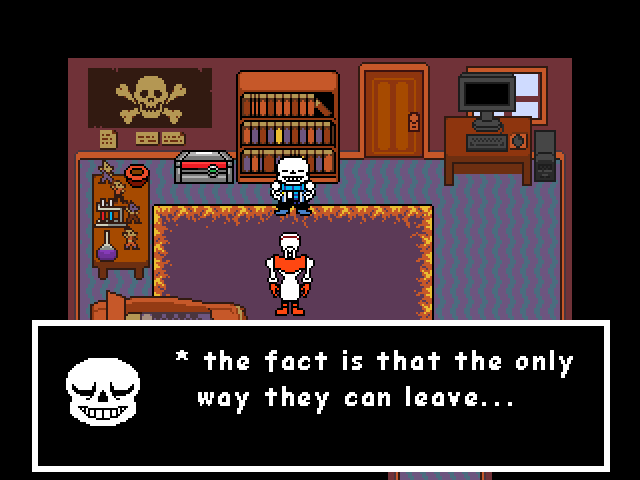 * the fact is that the only
way they can leave...